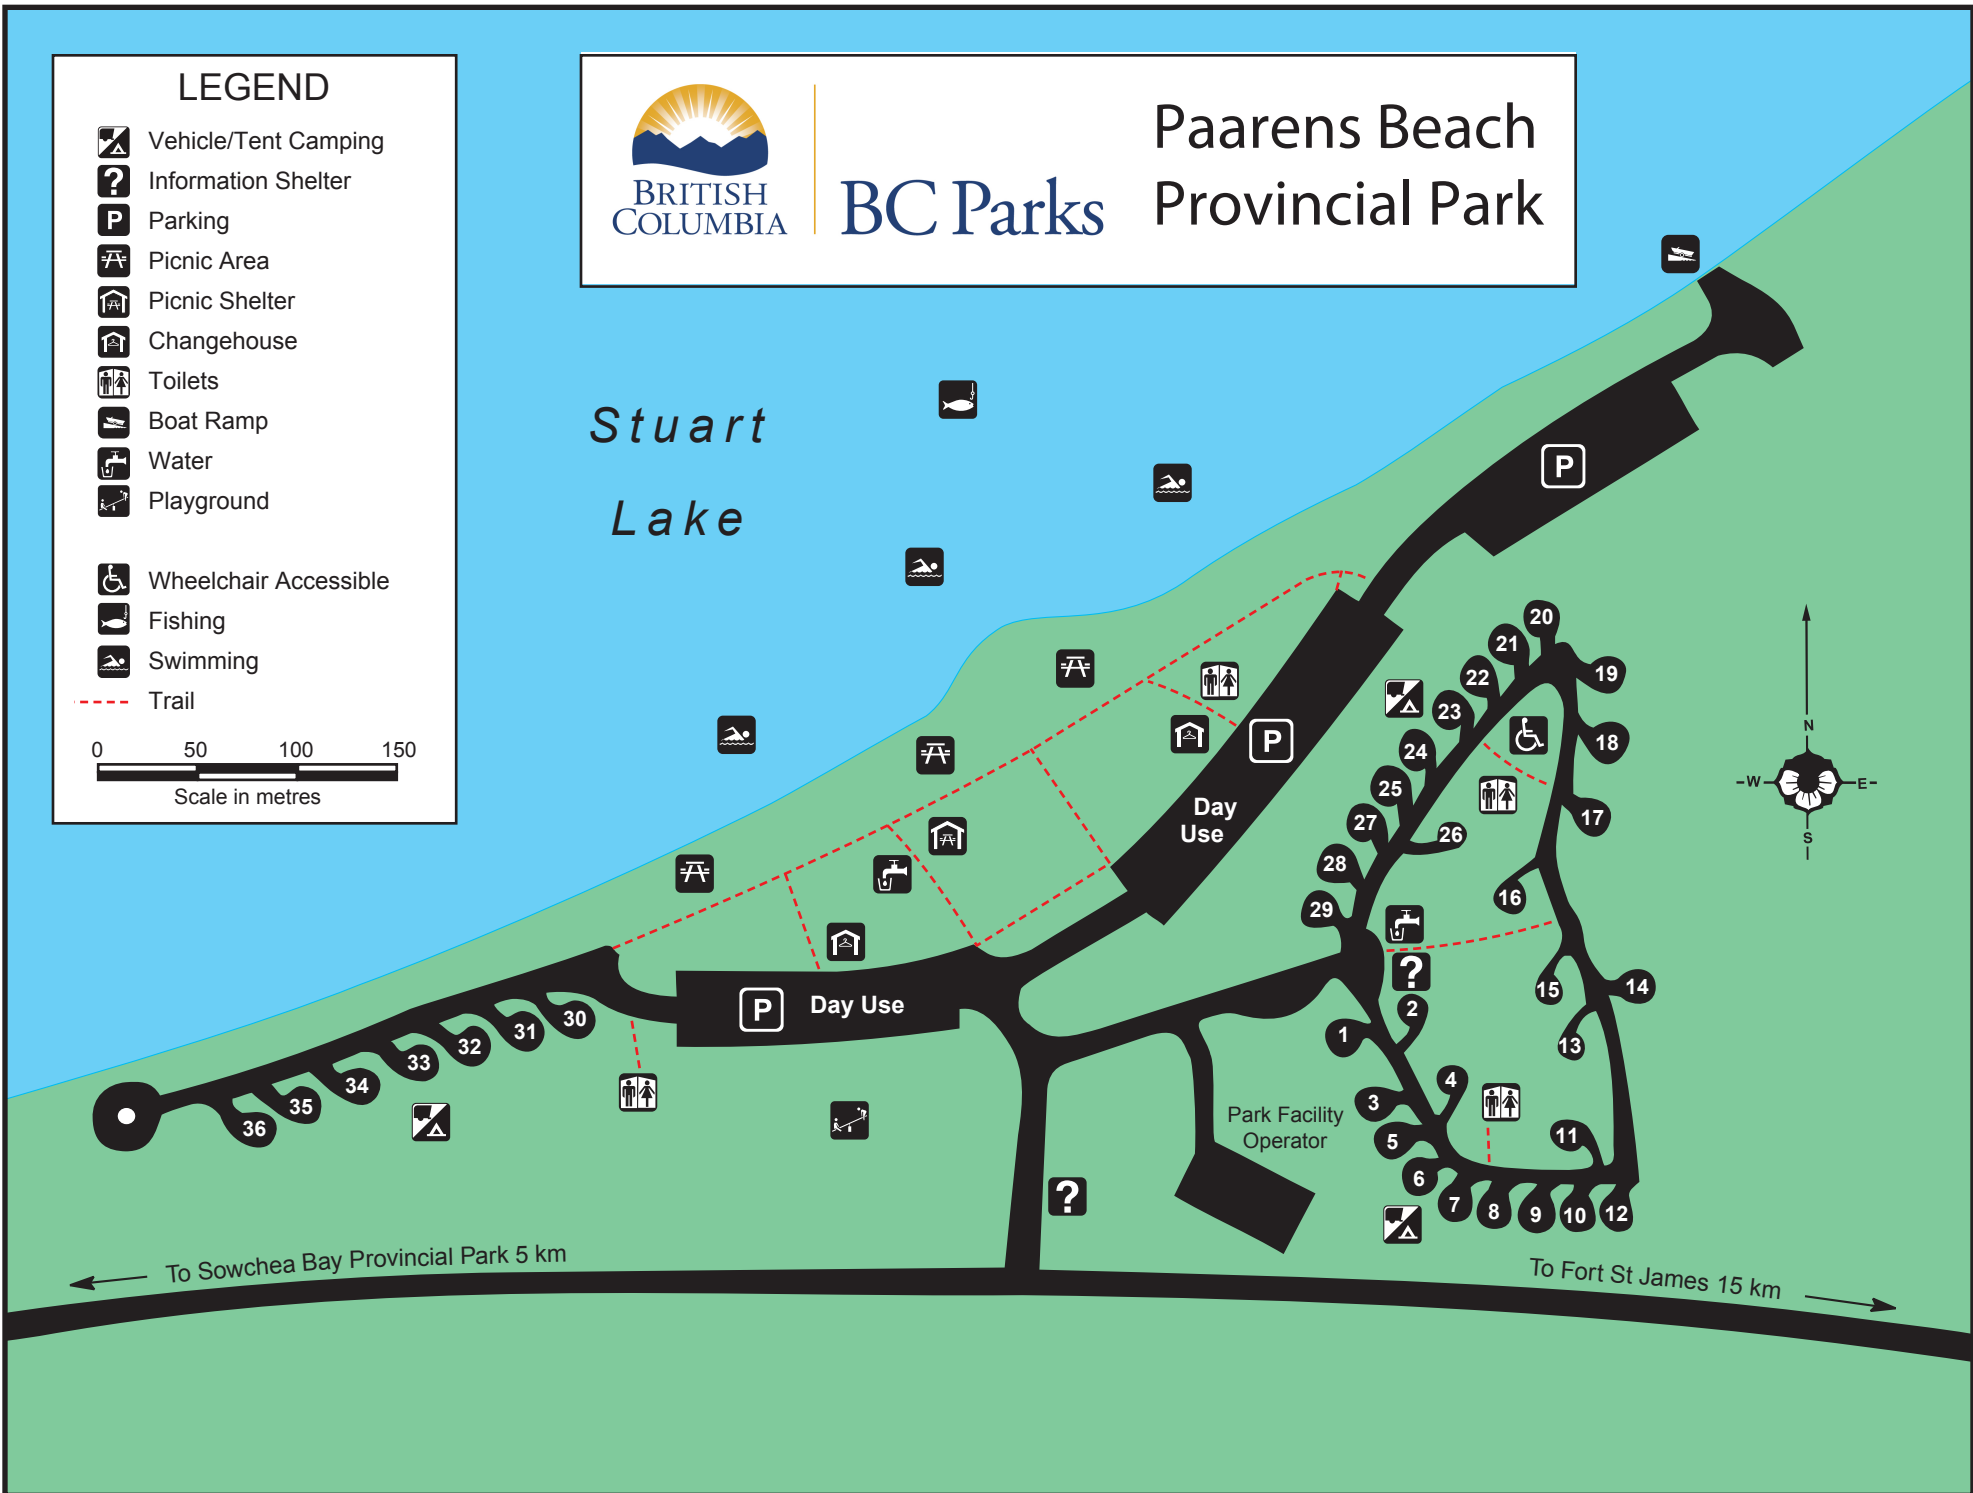 LEGEND
Vehicle/Tent Camping
? Information Shelter
P Parking
Picnic Area
Picnic Shelter
Changehouse
Toilets
Boat Ramp
Water
Playground
Wheelchair Accessible
Fishing
Swimming
Trail
0 50 100 150
Scale in metres
BRITISH
COLUMBIA
BC Parks
Paarens Beach
Provincial Park
Stuart
Lake
P
P
Day
Use
P Day Use
20
21
19
22
23
18
24
25
17
27
26
28
16
29
?
15
14
2
1
13
30
31
32
33
34
35
36
4
3
11
5
6
7
8
9
10
12
Park Facility
Operator
?
N
W E
S
To Sowchea Bay Provincial Park 5 km
To Fort St James 15 km